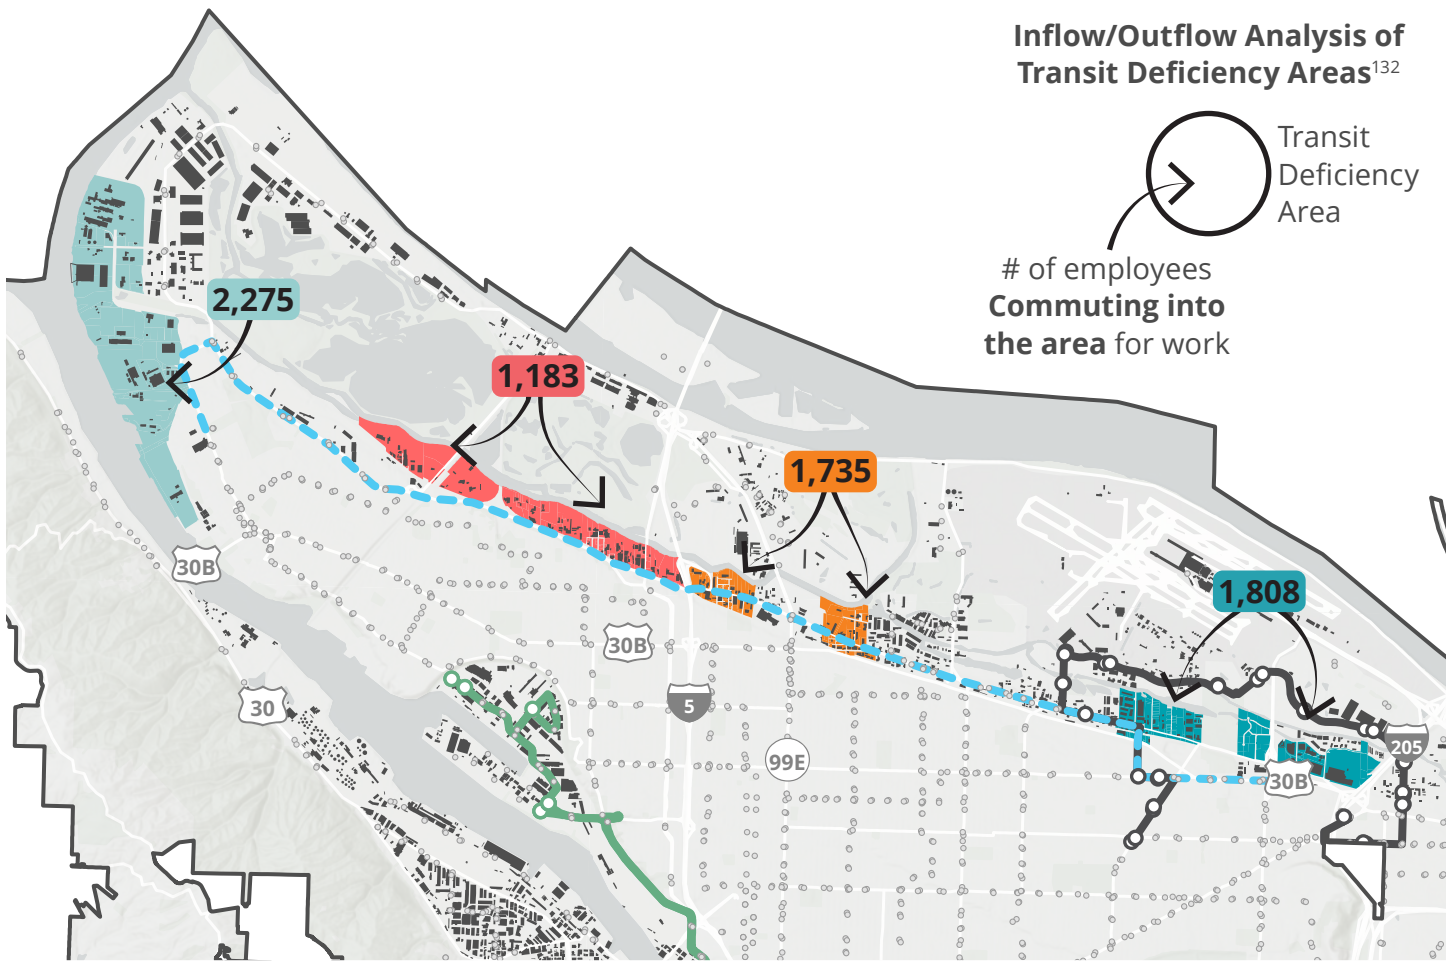 Inflow/Outflow Analysis of
Transit Deficiency Areas132
Transit
Deficiency
Area
# of employees
Commuting into
the area for work
2,275
1,183
1,735
1,808
30B
30B
30
5
99E
205
30B